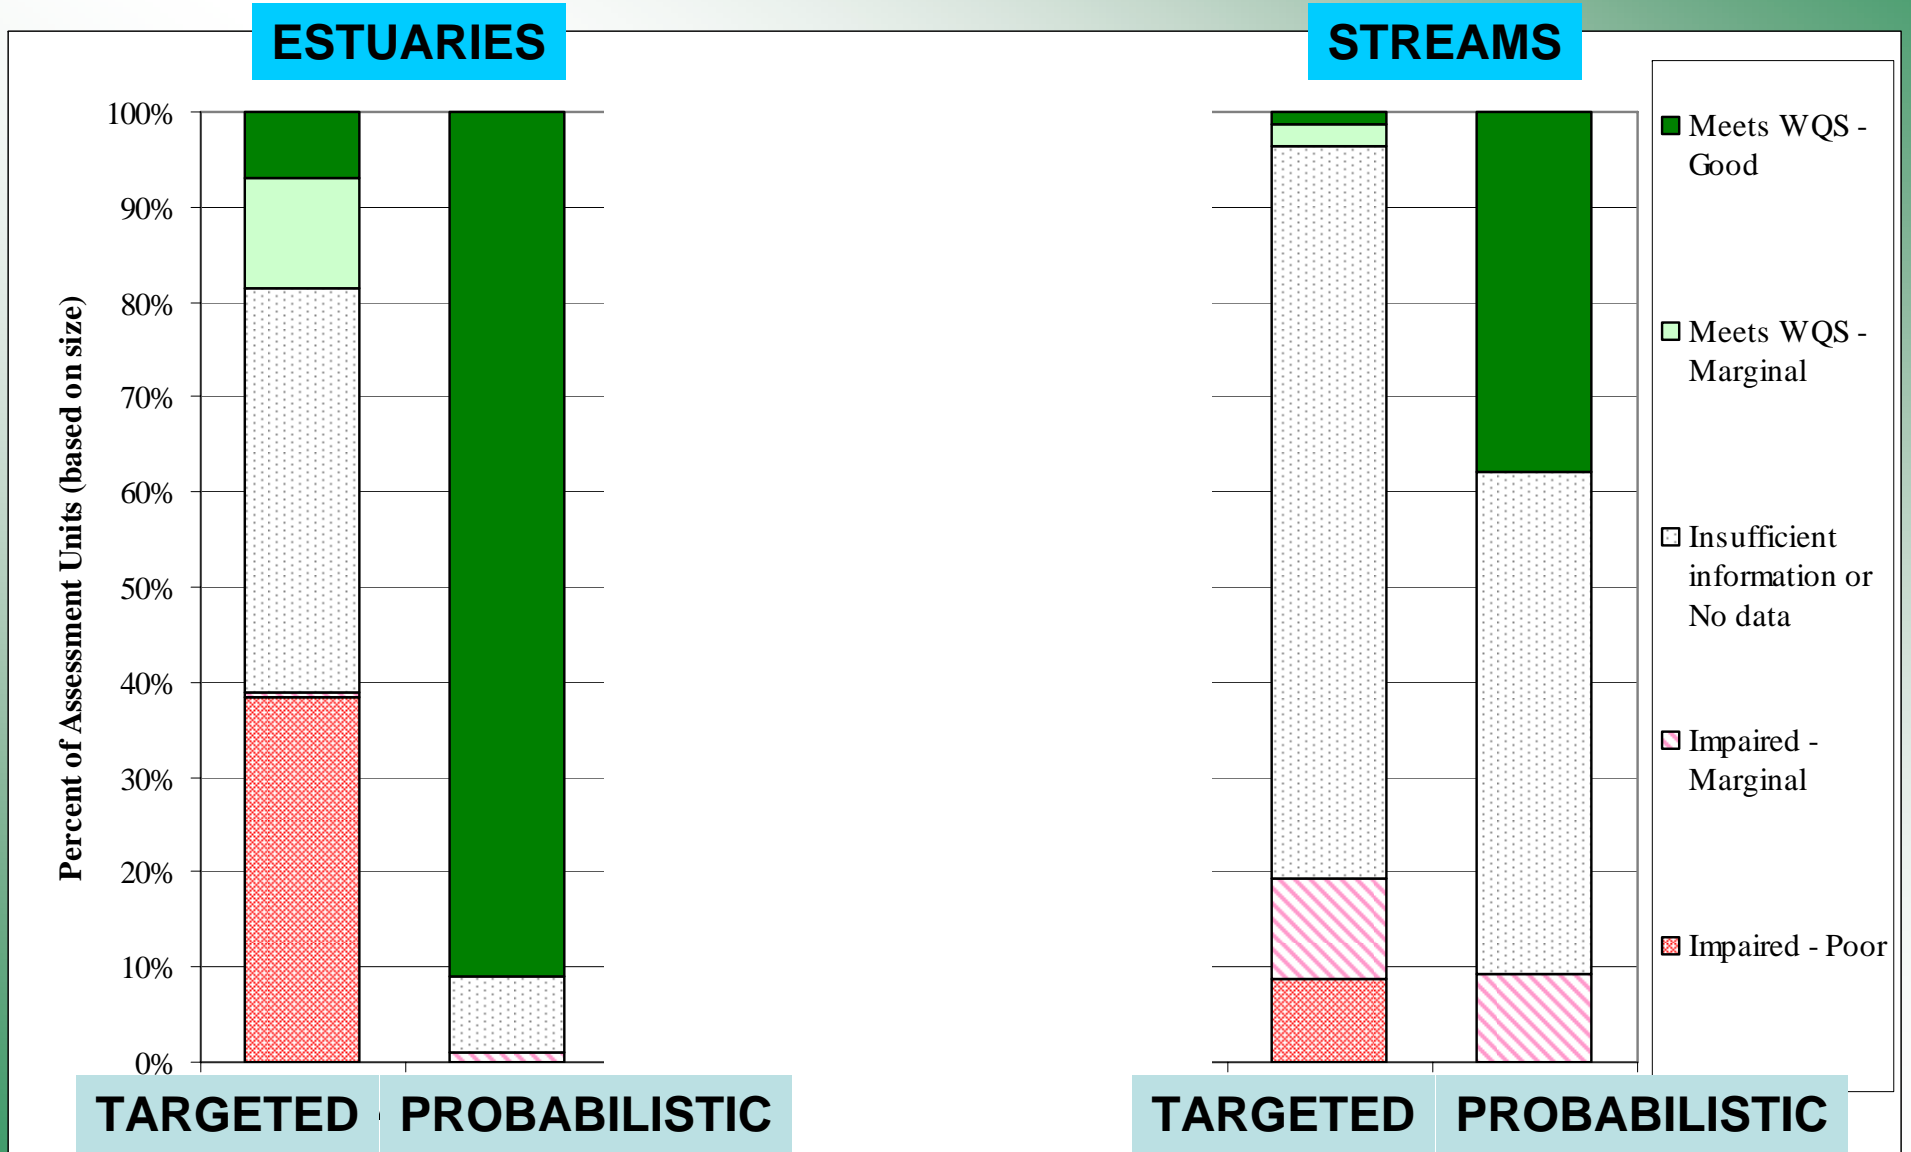 ESTUARIES
STREAMS
Percent of Assessment Units (based on size)
100%
90%
80%
70%
60%
50%
40%
30%
20%
10%
0%
Meets WQS -
Good
Meets WQS -
Marginal
Insufficient
information or
No data
Impaired -
Marginal
Impaired - Poor
TARGETED
PROBABILISTIC
TARGETED
PROBABILISTIC